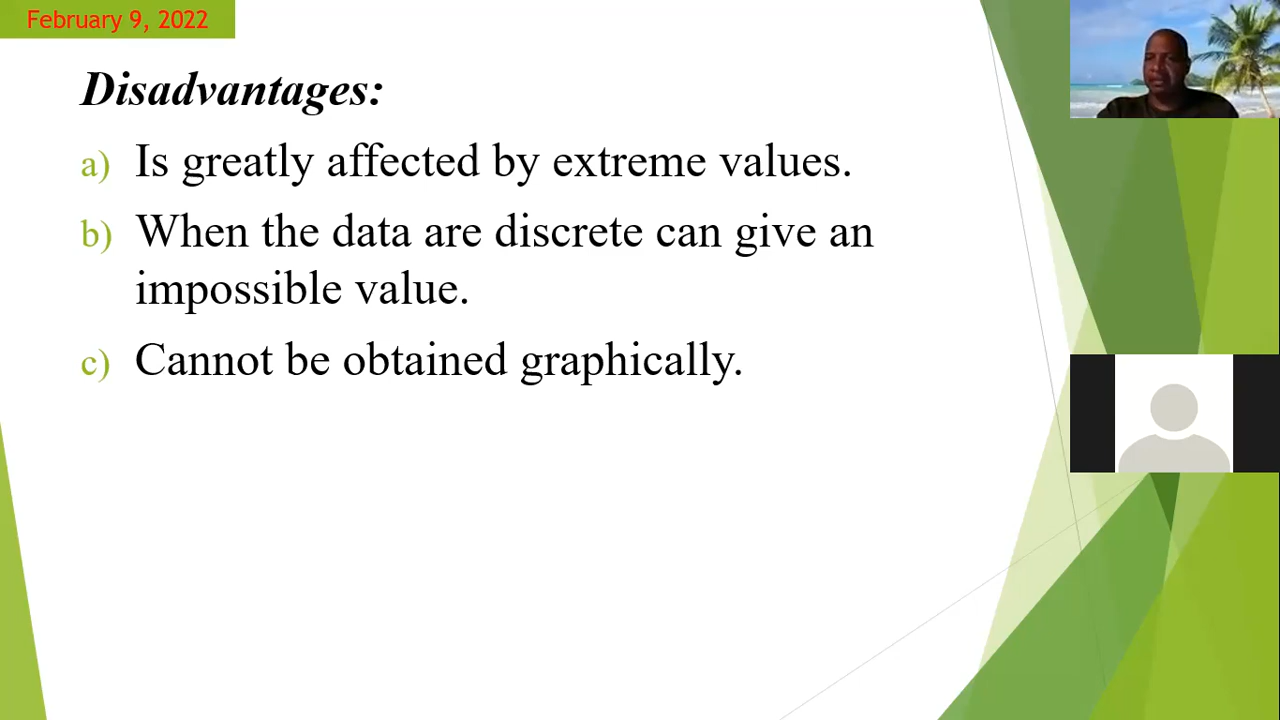 February 9, 2022
Disadvantages:
a) Is greatly affected by extreme values.
b) When the data are discrete can give an
impossible value.
c) Cannot be obtained graphically.